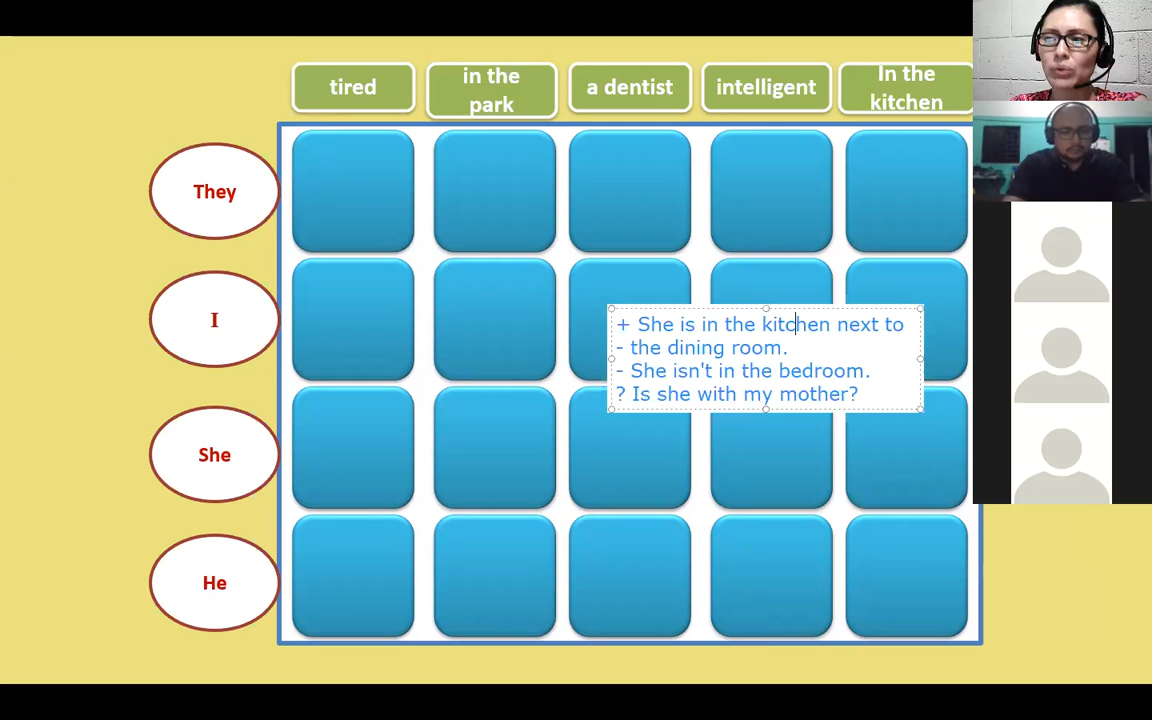 tired
in the
park
a dentist
intelligent
In the
kitchen
They
I
She
He
+ She is in the kitchen next to
- the dining room.
- She isn't in the bedroom.
? Is she with my mother?